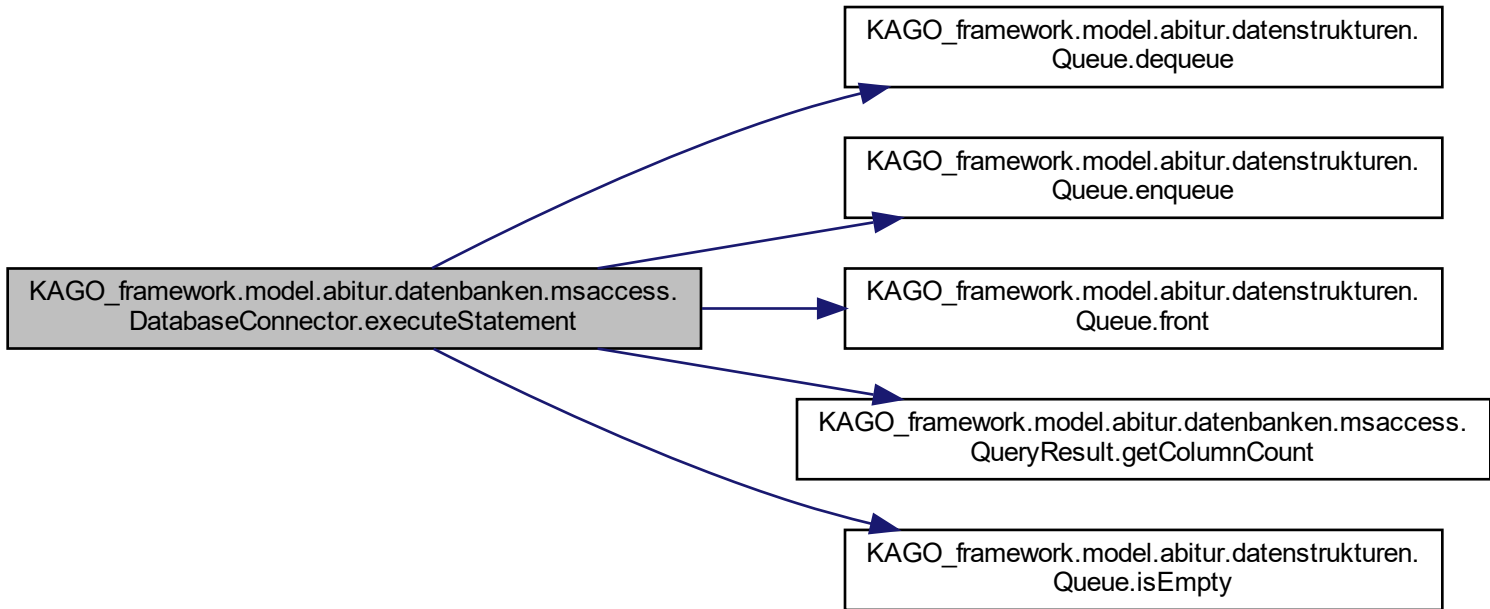 KAGO_framework.model.abitur.datenstrukturen.
Queue.dequeue
KAGO_framework.model.abitur.datenstrukturen.
Queue.enqueue
KAGO_framework.model.abitur.datenbanken.msaccess.
DatabaseConnector.executeStatement
KAGO_framework.model.abitur.datenstrukturen.
Queue.front
KAGO_framework.model.abitur.datenbanken.msaccess.
QueryResult.getColumnCount
KAGO_framework.model.abitur.datenstrukturen.
Queue.isEmpty